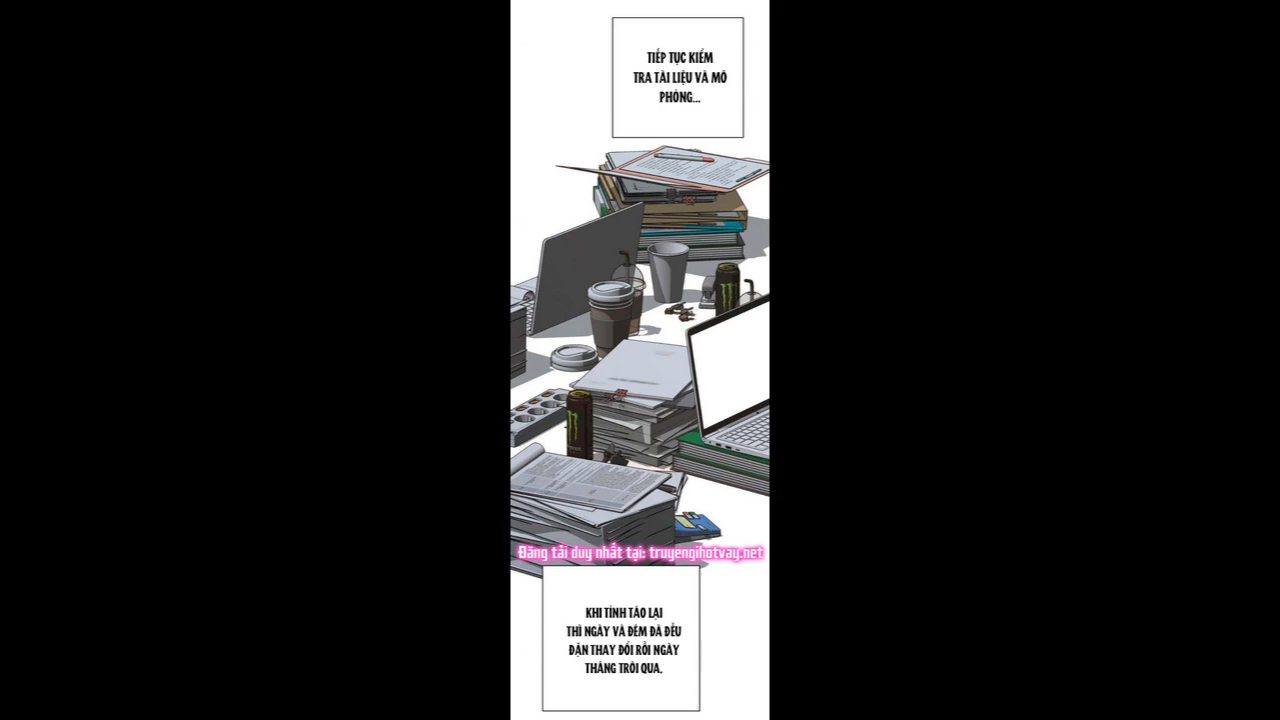 TIẾP TỤC KIỂM
TRA TÀI LIỆU VÀ MÔ
PHỎNG...
Đăng tải duy nhất tại: truyengihotvay.net
KHI TỈNH TÁO LẠI
THÌ NGÀY VÀ ĐÊM ĐÃ ĐỀU
ĐẶN THAY ĐỔI RỒI NGÀY
THÁNG TRÔI QUA.